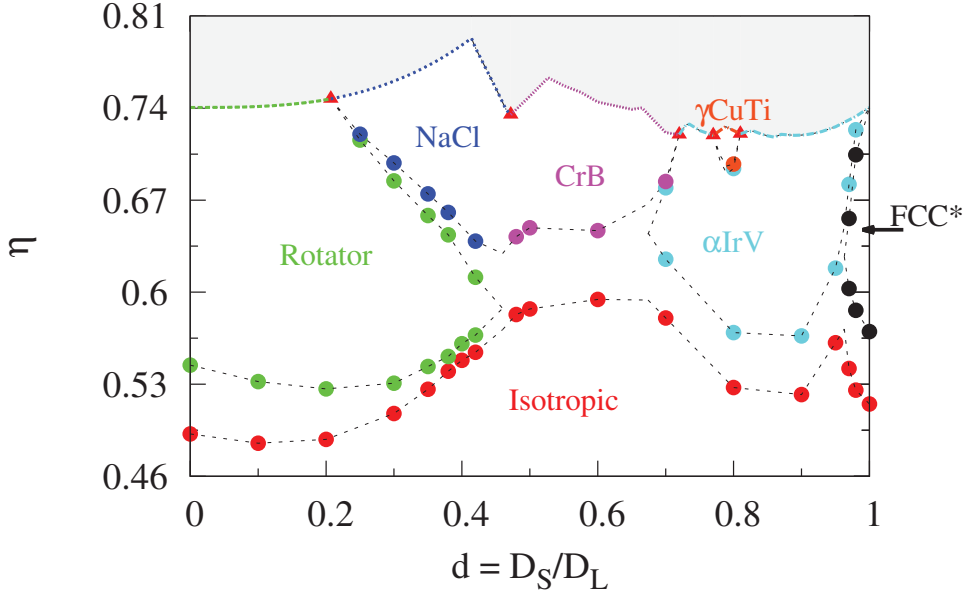 0.81
0.74
0.67
0.6
0.53
0.46
η
γCuTi
NaCl
CrB
FCC*
Rotator
αIrV
Isotropic
0
0.2
0.4
0.6
0.8
1
d = D_S/D_L